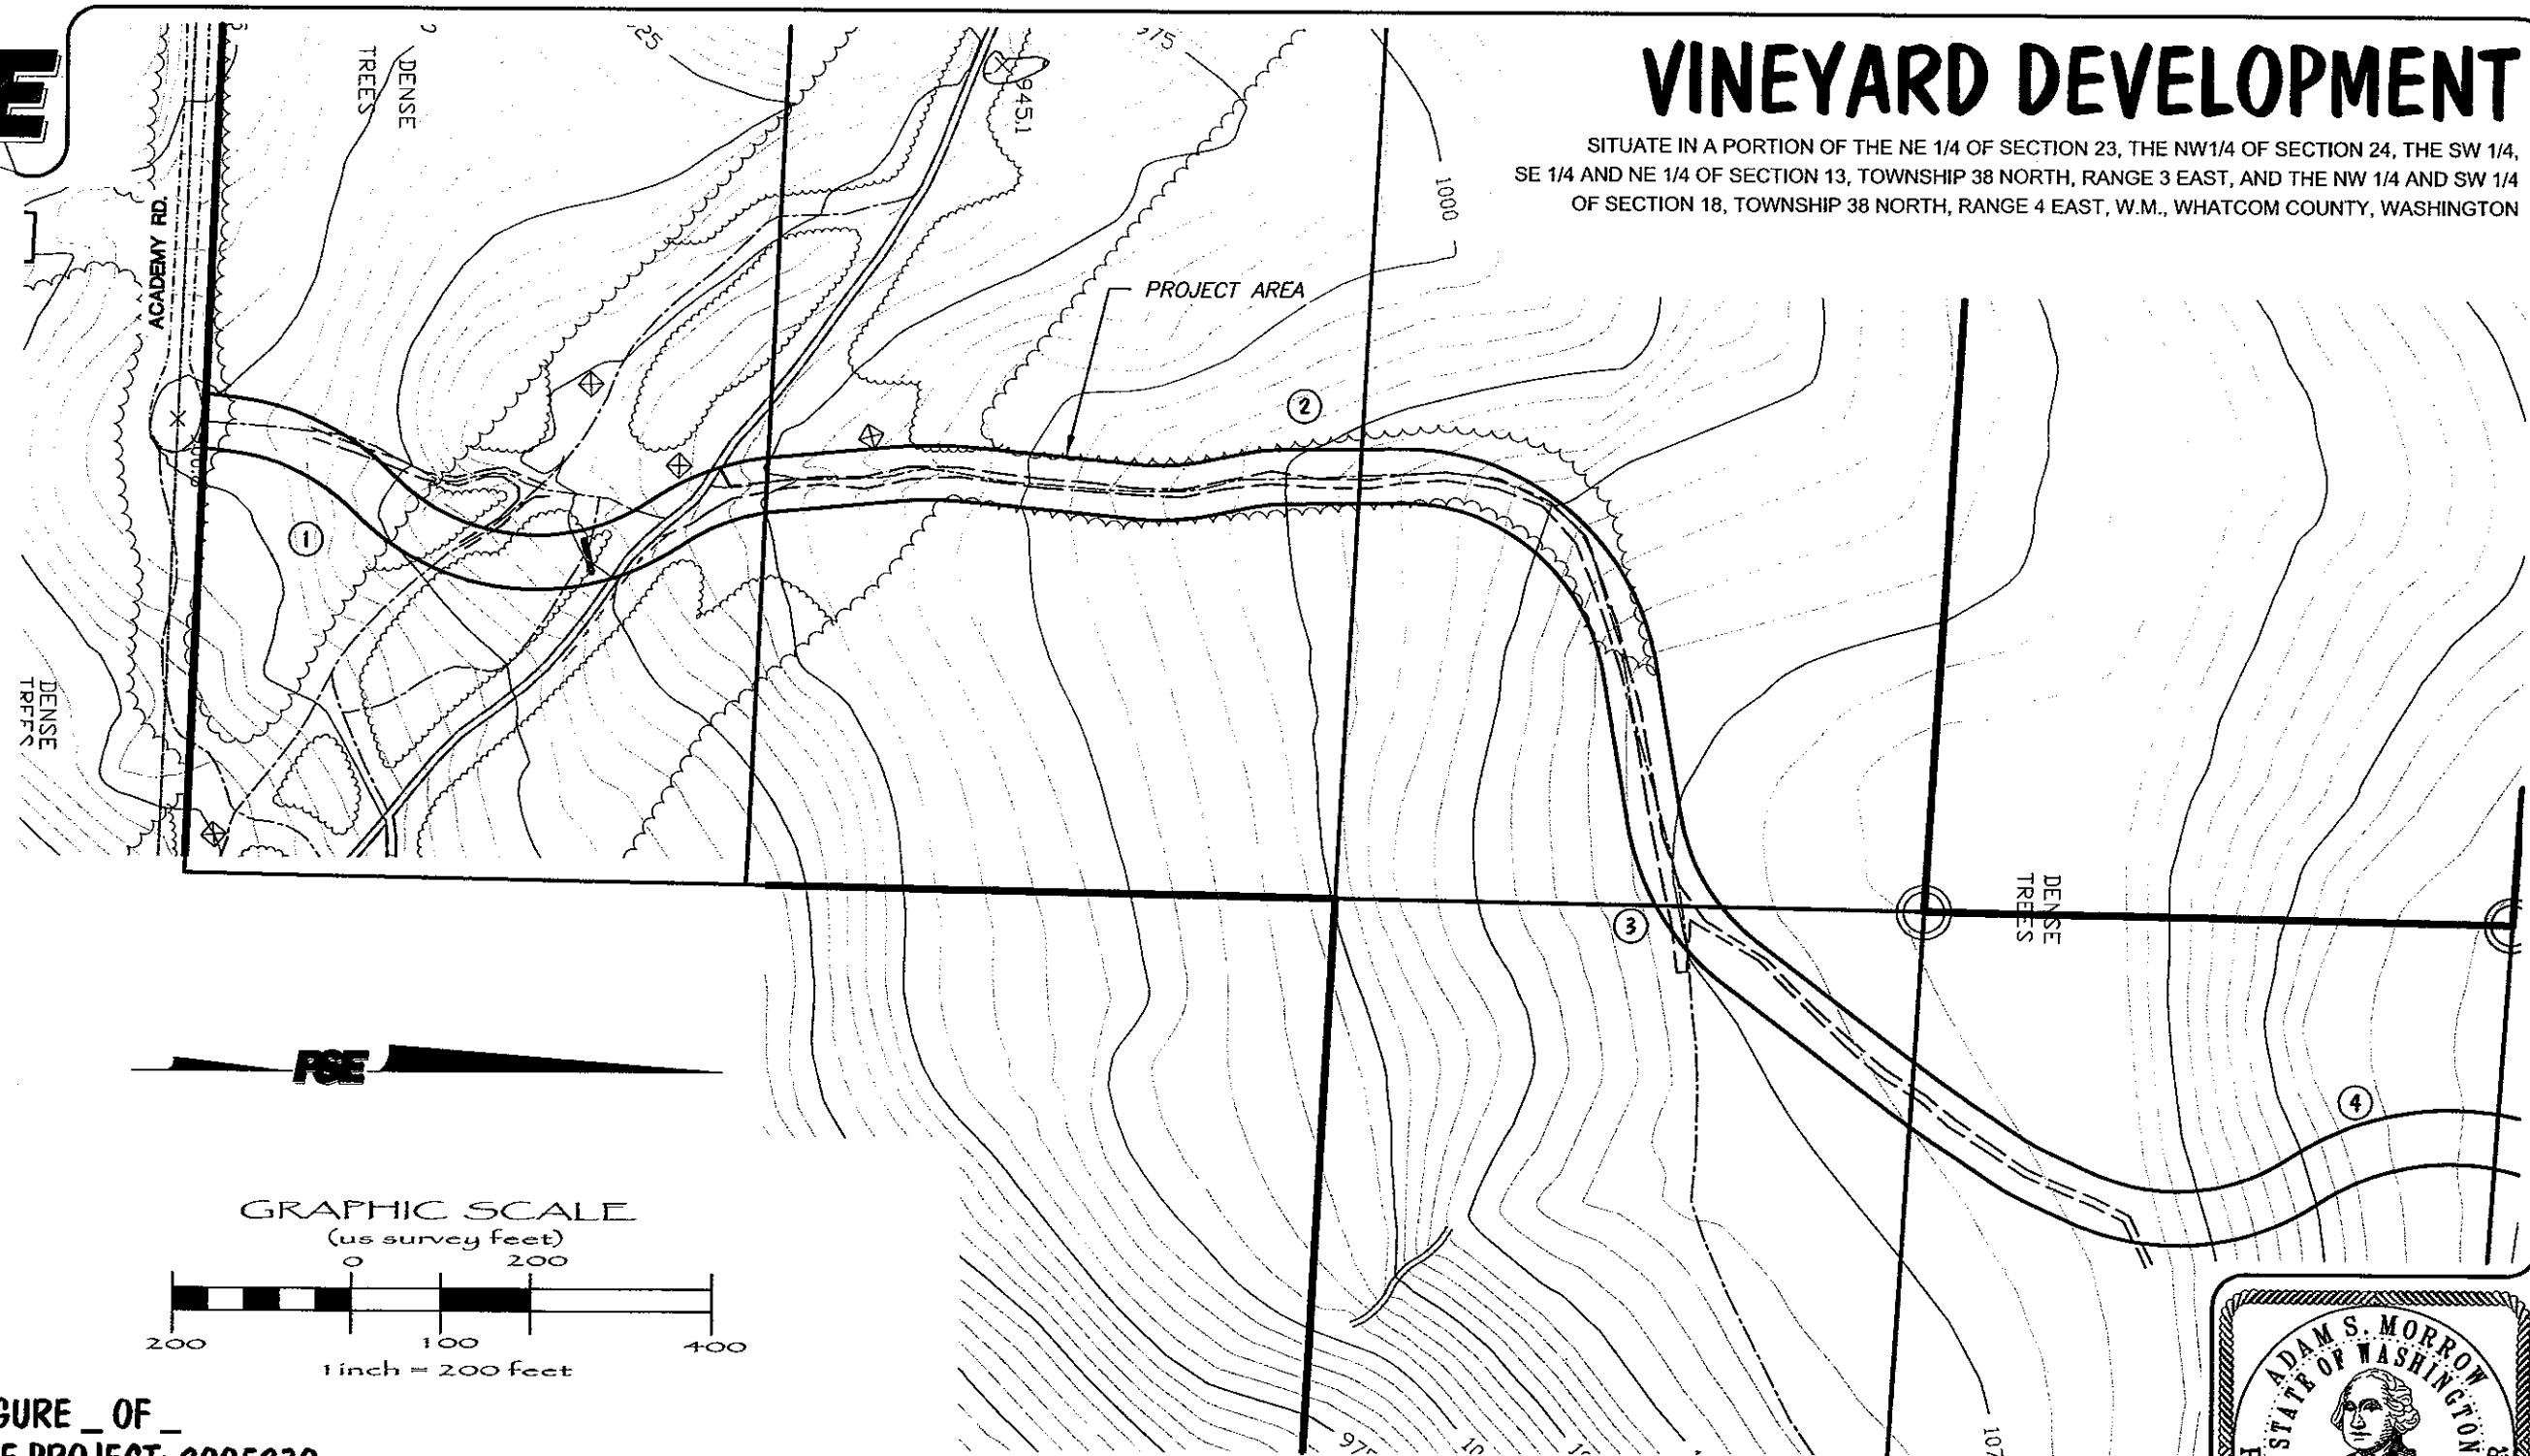 VINEYARD DEVELOPMENT
SITUATE IN A PORTION OF THE NE 1/4 OF SECTION 23, THE NW1/4 OF SECTION 24, THE SW 1/4,
SE 1/4 AND NE 1/4 OF SECTION 13, TOWNSHIP 38 NORTH, RANGE 3 EAST, AND THE NW 1/4 AND SW 1/4
OF SECTION 18, TOWNSHIP 38 NORTH, RANGE 4 EAST, W.M., WHATCOM COUNTY, WASHINGTON
E
DENSE
TREES
945.1
1000
ACADEMY RD.
PROJECT AREA
1
2
3
4
DENSE
TREES
DENSE
TREES
PSE
GRAPHIC SCALE
(us survey feet)
0 200
200 100 400
1 inch = 200 feet
OF
PROJECT:
975
ADAM S. MORROW
STATE OF WASHINGTON